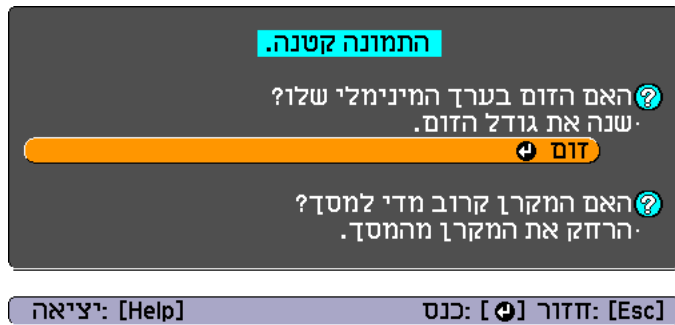 התמונה קטנה.
האם הזום בערך המינימלי שלו?
·שנה את גודל הזום.
זום
האם המקרן קרוב מדי למסך?
·הרחק את המקרן מהמסך.
[Esc]: חזור [⏎]: כנס [Help]: יציאה